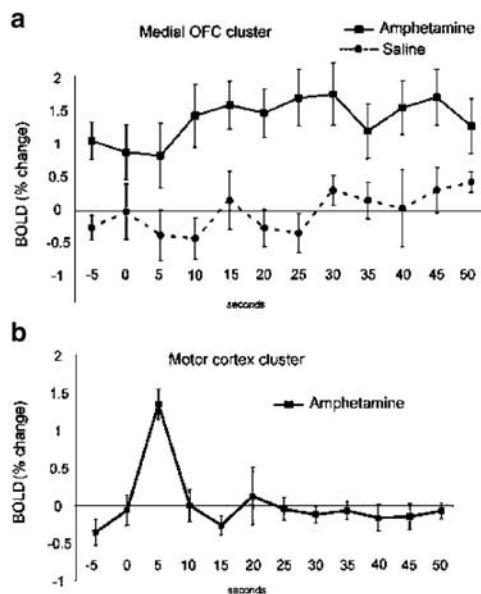 a
Medial OFC cluster
Amphetamine
Saline
BOLD (% change)
2
1.5
1
0.5
0
-0.5
-1
-5 0 5 10 15 20 25 30 35 40 45 50
seconds
b
Motor cortex cluster
Amphetamine
BOLD (% change)
2
1.5
1
0.5
0
-0.5
-1
-5 0 5 10 15 20 25 30 35 40 45 50
seconds